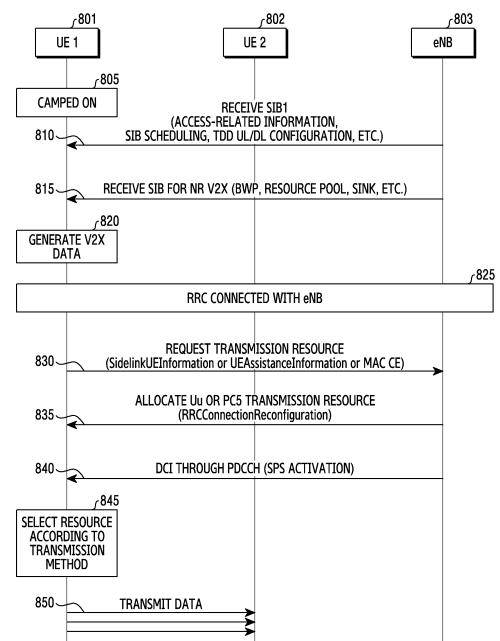 801
802
803
UE 1
UE 2
eNB
805
CAMPED ON
RECEIVE SIB1
(ACCESS-RELATED INFORMATION,
810
SIB SCHEDULING, TDD UL/DL CONFIGURATION, ETC.)
815
RECEIVE SIB FOR NR V2X (BWP, RESOURCE POOL, SINK, ETC.)
820
GENERATE V2X
DATA
825
RRC CONNECTED WITH eNB
REQUEST TRANSMISSION RESOURCE
830
(SidelinkUEInformation or UEAssistanceInformation or MAC CE)
ALLOCATE Uu OR PC5 TRANSMISSION RESOURCE
835
(RRCConnectionReconfiguration)
840
DCI THROUGH PDCCH (SPS ACTIVATION)
845
SELECT RESOURCE
ACCORDING TO
TRANSMISSION
METHOD
850
TRANSMIT DATA